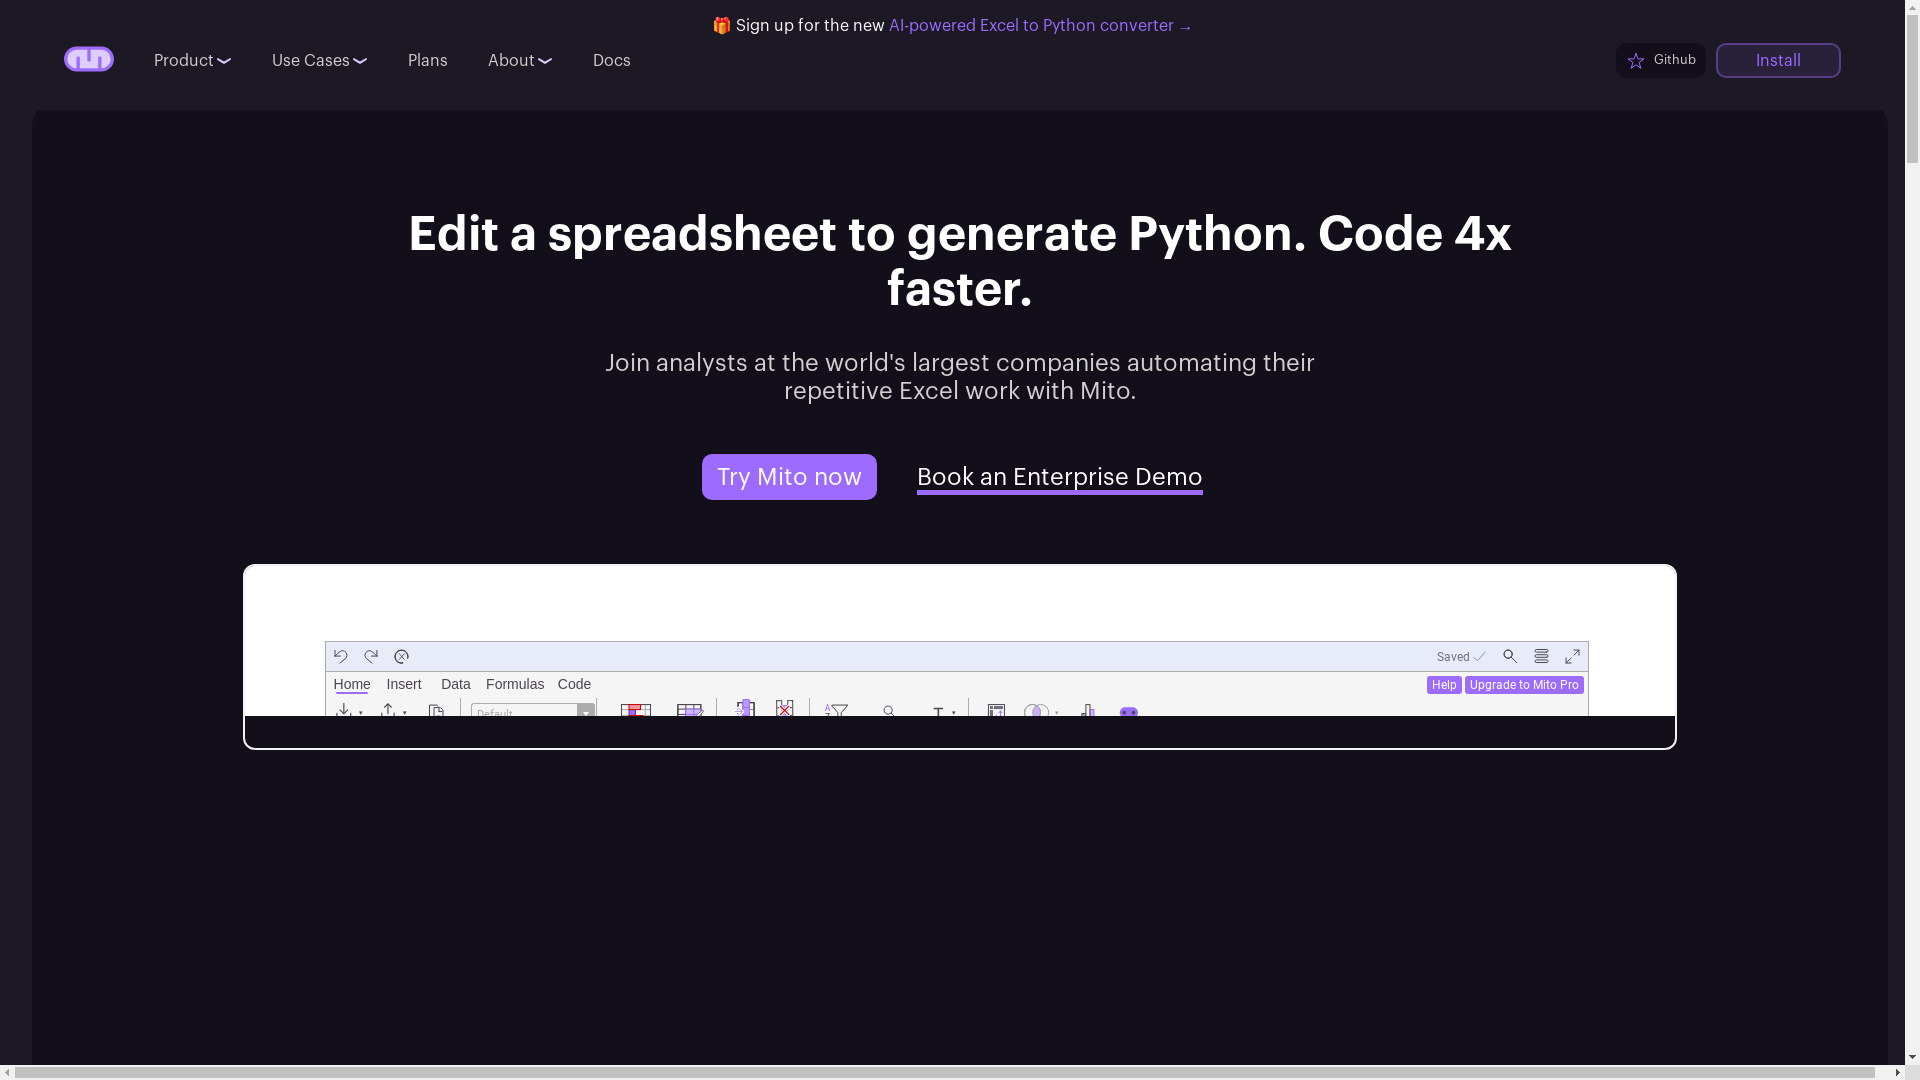 🎁 Sign up for the new AI-powered Excel to Python converter →
Product
Use Cases
Plans
About
Docs
Github
Install
Edit a spreadsheet to generate Python. Code 4x
faster.
Join analysts at the world's largest companies automating their
repetitive Excel work with Mito.
Try Mito now
Book an Enterprise Demo
Saved
Home
Insert
Data
Formulas
Code
Help
Upgrade to Mito Pro
Default